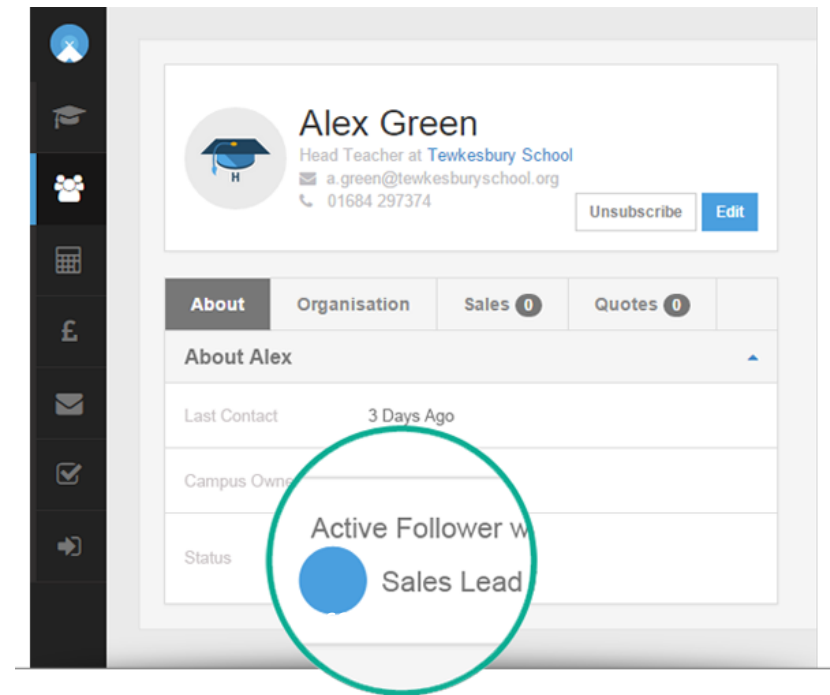 Alex Green
Head Teacher at Tewkesbury School
a.green@tewkesburyschool.org
01684 297374
Unsubscribe Edit
H
About Organisation Sales 0 Quotes 0
About Alex
Last Contact 3 Days Ago
Campus
Active Follower
Status
Sales Lead
£